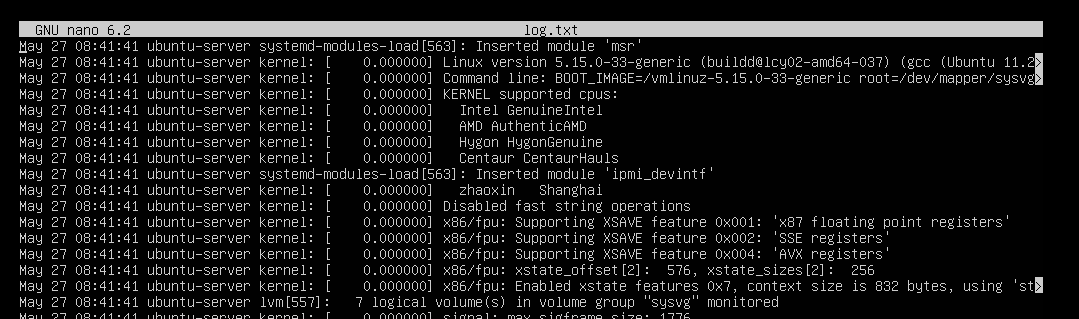 GNU nano 6.2 log.txt
May 27 08:41:41 ubuntu-server systemd-modules-load[563]: Inserted module 'msr'
May 27 08:41:41 ubuntu-server kernel: [    0.000000] Linux version 5.15.0-33-generic (buildd@lcy02-amd64-037) (gcc (Ubuntu 11.2>
May 27 08:41:41 ubuntu-server kernel: [    0.000000] Command line: BOOT_IMAGE=/vmlinuz-5.15.0-33-generic root=/dev/mapper/sysvg>
May 27 08:41:41 ubuntu-server kernel: [    0.000000] KERNEL supported cpus:
May 27 08:41:41 ubuntu-server kernel: [    0.000000]   Intel GenuineIntel
May 27 08:41:41 ubuntu-server kernel: [    0.000000]   AMD AuthenticAMD
May 27 08:41:41 ubuntu-server kernel: [    0.000000]   Hygon HygonGenuine
May 27 08:41:41 ubuntu-server kernel: [    0.000000]   Centaur CentaurHauls
May 27 08:41:41 ubuntu-server systemd-modules-load[563]: Inserted module 'ipmi_devintf'
May 27 08:41:41 ubuntu-server kernel: [    0.000000]   zhaoxin   Shanghai
May 27 08:41:41 ubuntu-server kernel: [    0.000000] Disabled fast string operations
May 27 08:41:41 ubuntu-server kernel: [    0.000000] x86/fpu: Supporting XSAVE feature 0x001: 'x87 floating point registers'
May 27 08:41:41 ubuntu-server kernel: [    0.000000] x86/fpu: Supporting XSAVE feature 0x002: 'SSE registers'
May 27 08:41:41 ubuntu-server kernel: [    0.000000] x86/fpu: Supporting XSAVE feature 0x004: 'AVX registers'
May 27 08:41:41 ubuntu-server kernel: [    0.000000] x86/fpu: xstate_offset[2]:  576, xstate_sizes[2]:  256
May 27 08:41:41 ubuntu-server kernel: [    0.000000] x86/fpu: Enabled xstate features 0x7, context size is 832 bytes, using 'st>
May 27 08:41:41 ubuntu-server lvm[557]:   7 logical volume(s) in volume group "sysvg" monitored
May 27 08:41:41 ubuntu-server kernel: [    0.000000] signal: max sigframe size: 1776